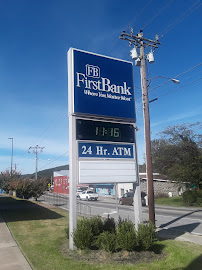 FB
FirstBank
Where You Matter Most
11:16
24 Hr. ATM